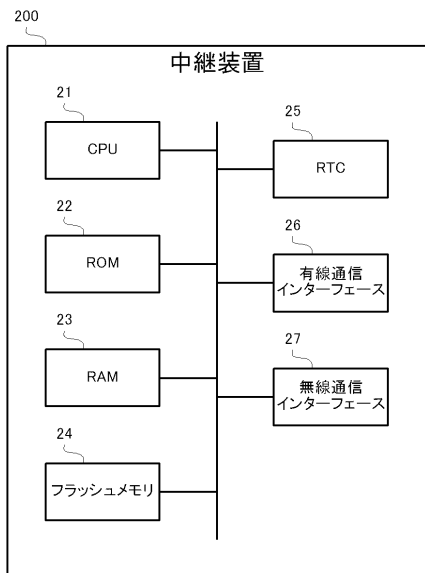 200
中継装置
21
CPU
22
ROM
23
RAM
24
フラッシュメモリ
25
RTC
26
有線通信
インターフェース
27
無線通信
インターフェース